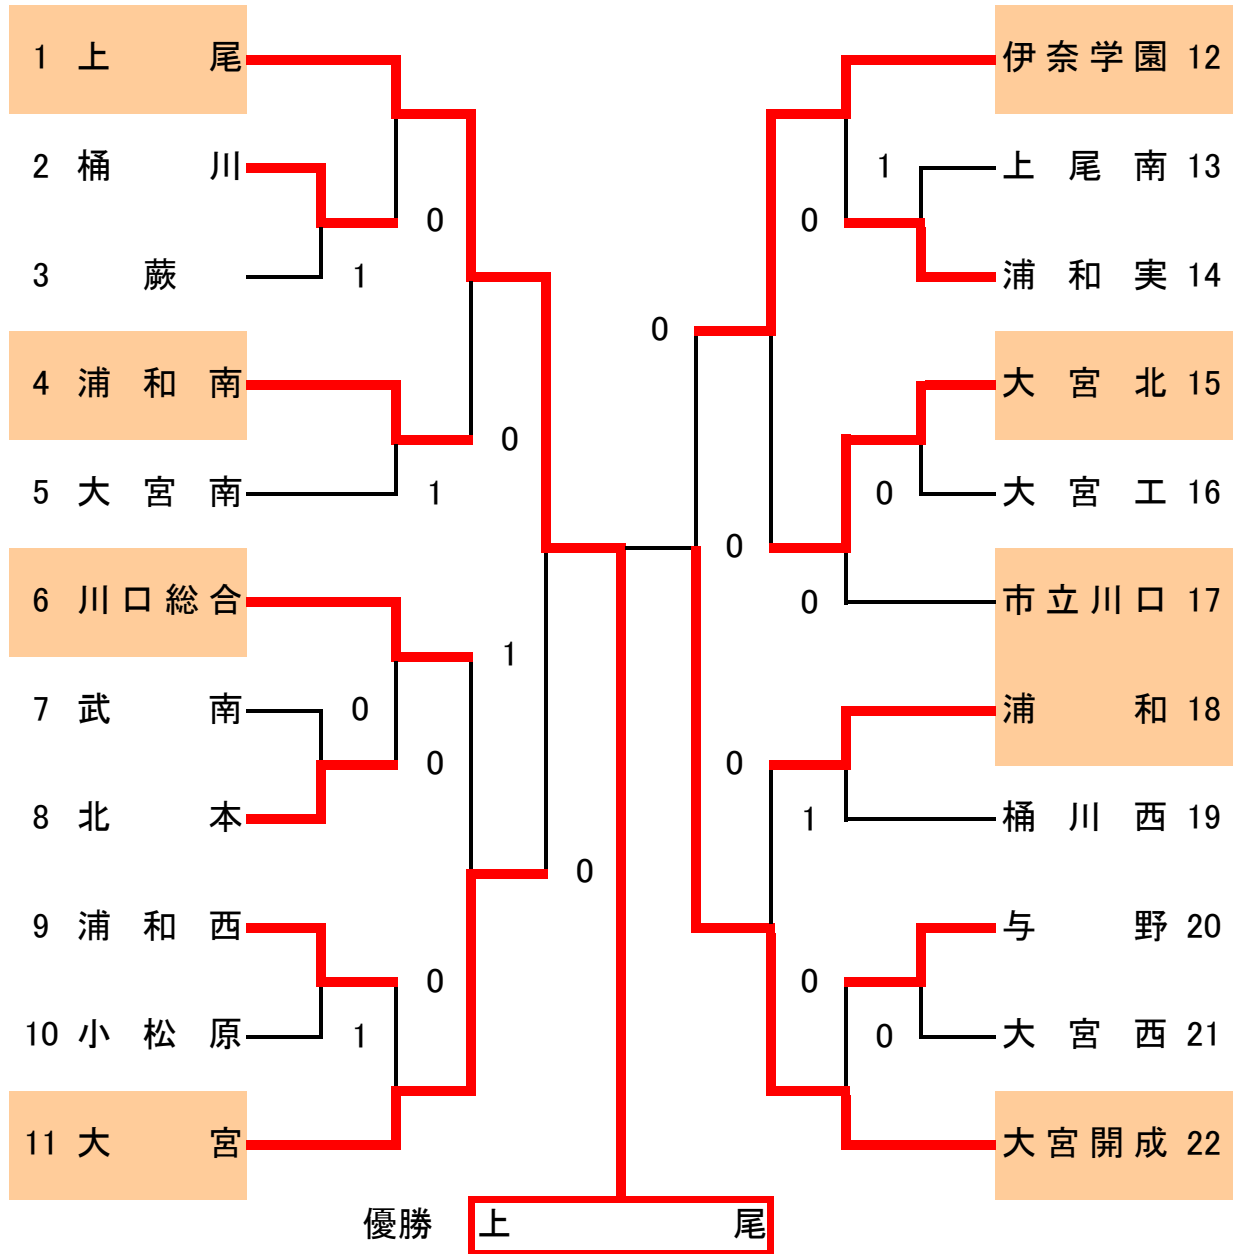 1 上尾
2 桶川
3 蕨
4 浦和南
5 大宮南
6 川口総合
7 武南
8 北本
9 浦和西
10 小松原
11 大宮
0
1
0
1
1
0
0
0
0
1
伊奈学園 12
上尾南 13
浦和実 14
大宮北 15
大宮工 16
市立川口 17
浦和 18
桶川西 19
与野 20
大宮西 21
大宮開成 22
1
0
0
0
0
0
0
1
0
0
優勝 上尾